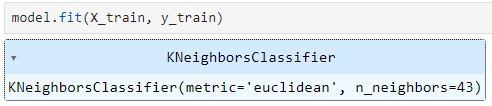 model.fit(X_train, y_train)
▾ KNeighborsClassifier
KNeighborsClassifier(metric='euclidean', n_neighbors=43)